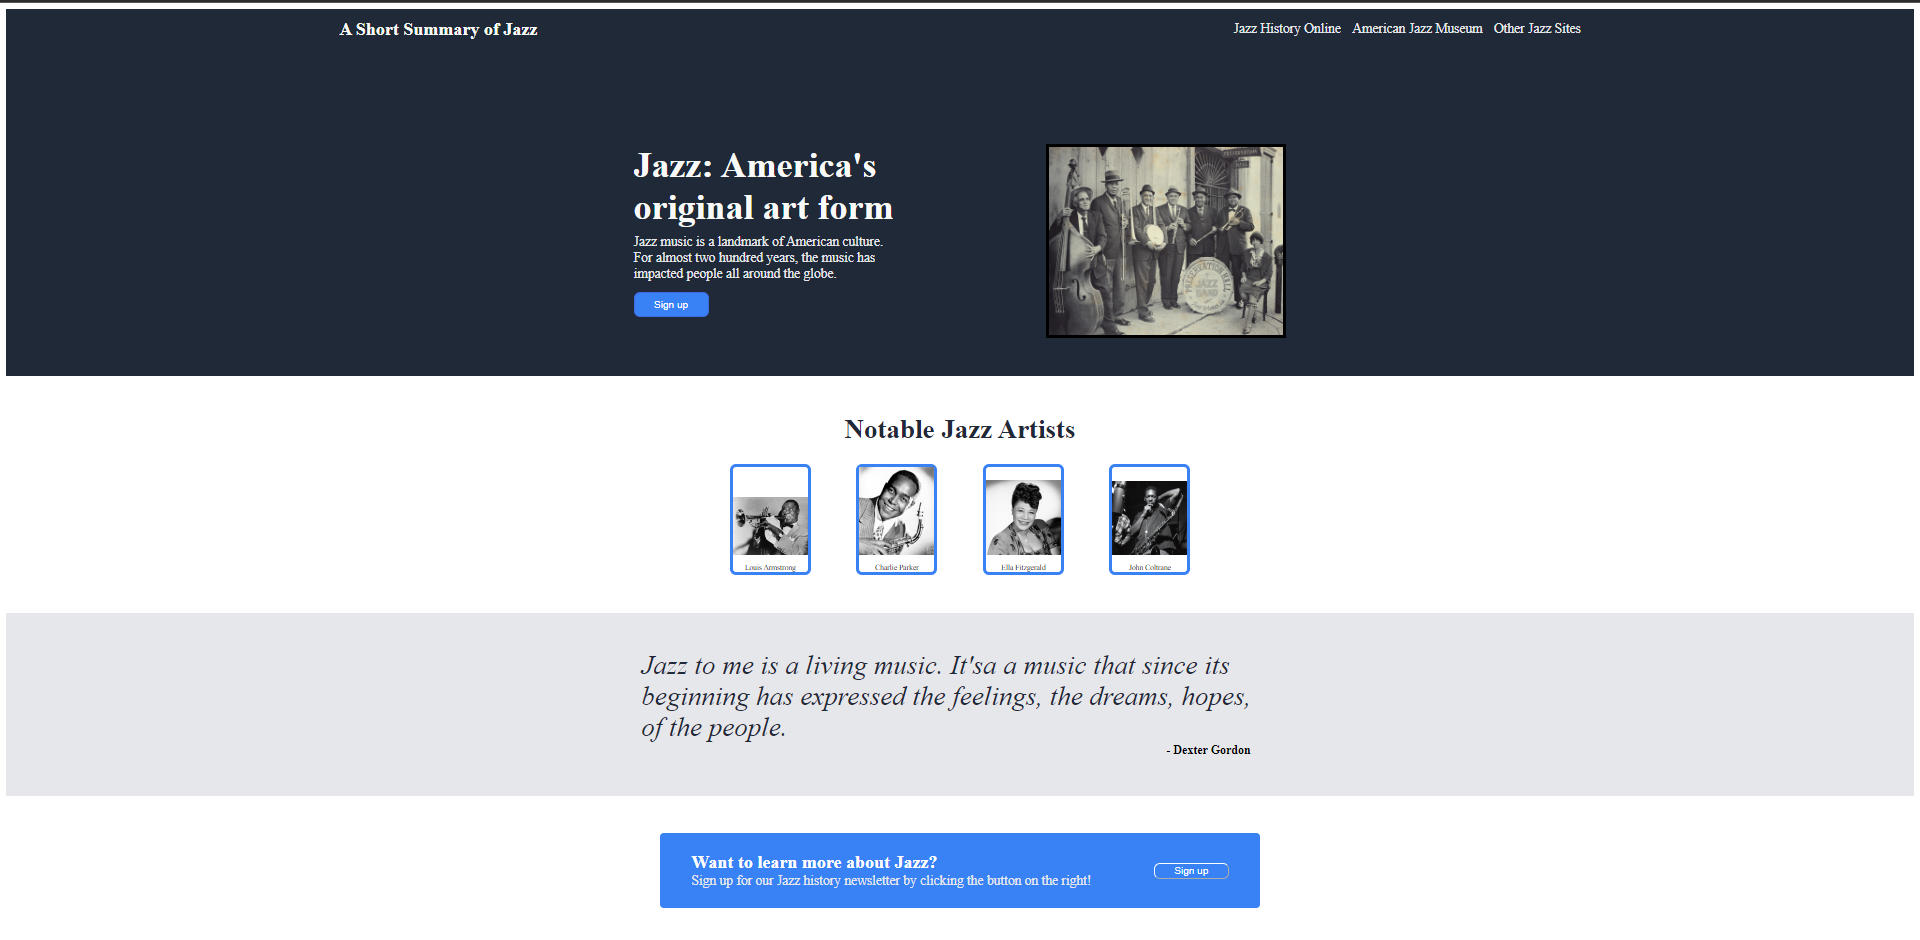 A Short Summary of Jazz
Jazz History Online American Jazz Museum Other Jazz Sites
Jazz: America's
original art form
Jazz music is a landmark of American culture.
For almost two hundred years, the music has
impacted people all around the globe.
Sign up
PRESERVATION HALL
JAZZ
BAND
Notable Jazz Artists
Louis Armstrong
Charlie Parker
Ella Fitzgerald
John Coltrane
Jazz to me is a living music. It'sa a music that since its
beginning has expressed the feelings, the dreams, hopes,
of the people.
- Dexter Gordon
Want to learn more about Jazz?
Sign up for our Jazz history newsletter by clicking the button on the right!
Sign up